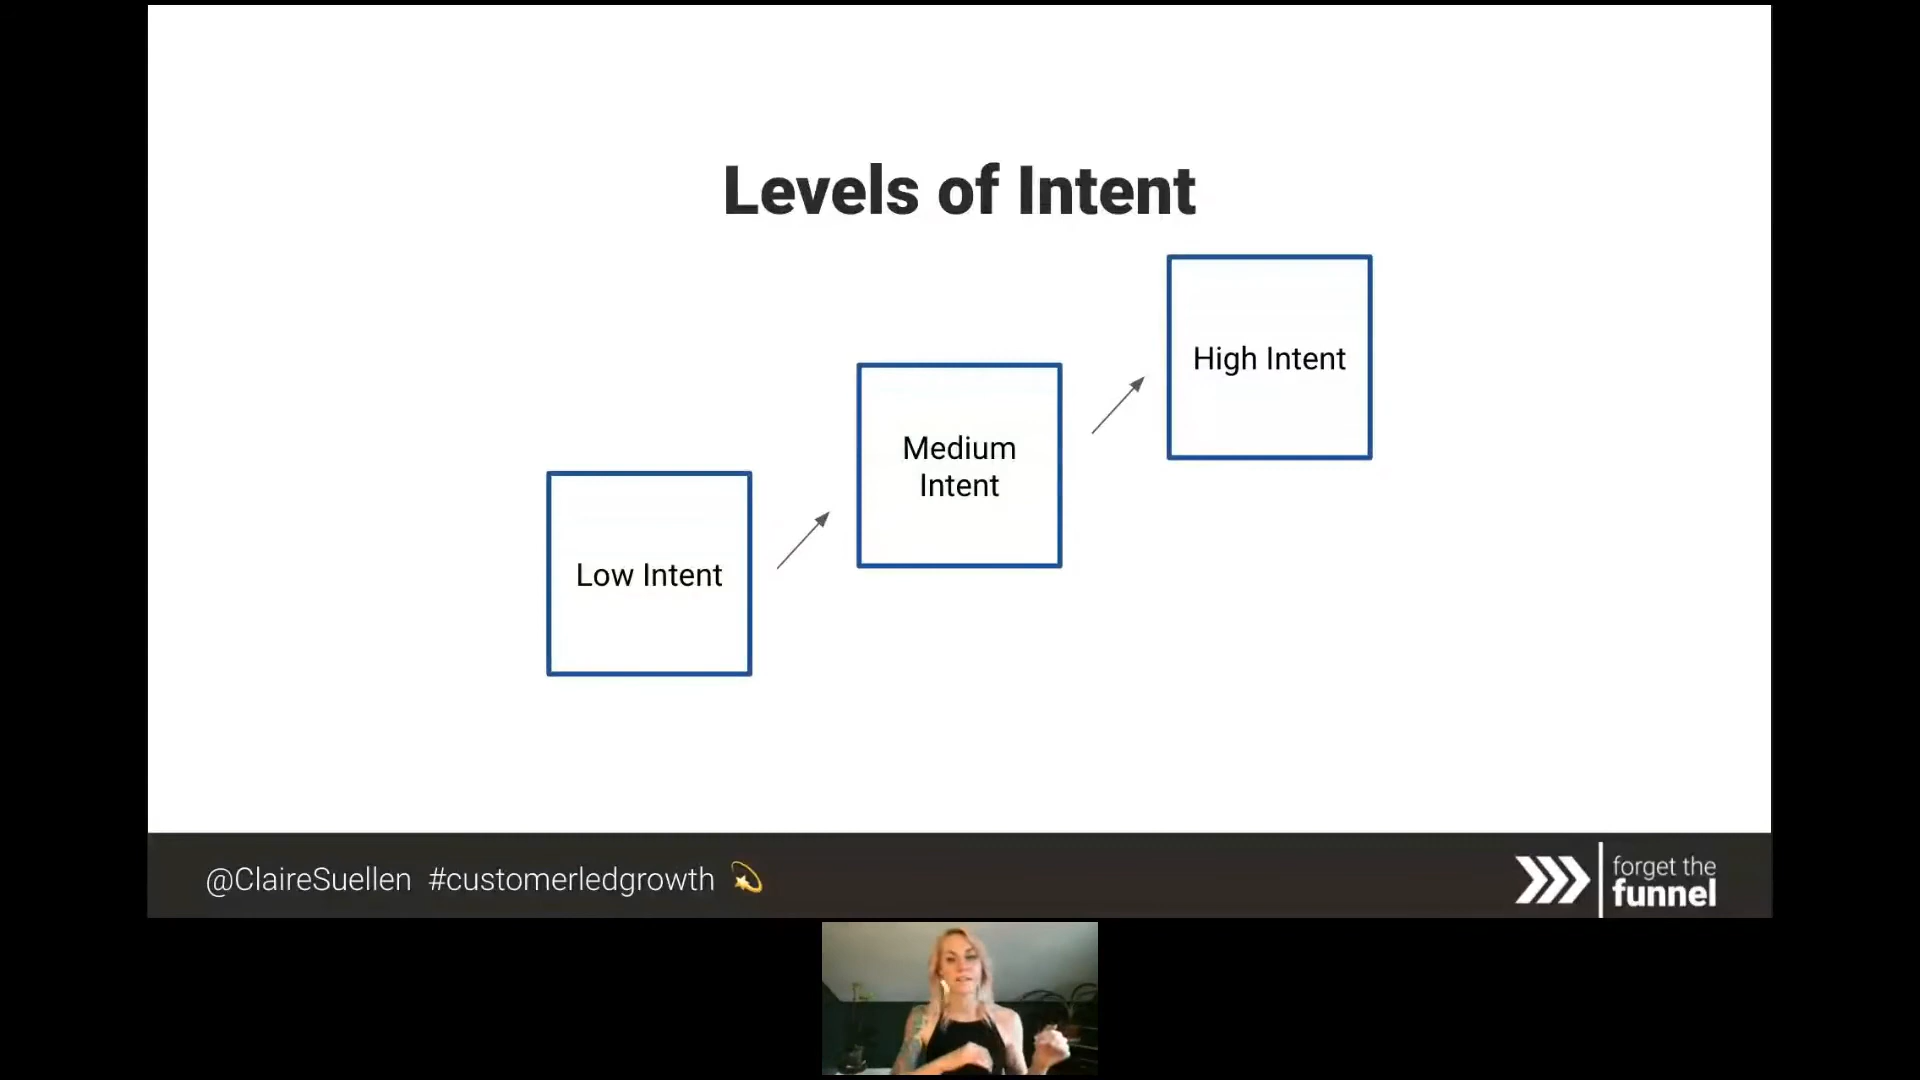 Levels of Intent
High Intent
Medium
Intent
Low Intent
@ClaireSuellen #customerledgrowth 💫
forget the
funnel